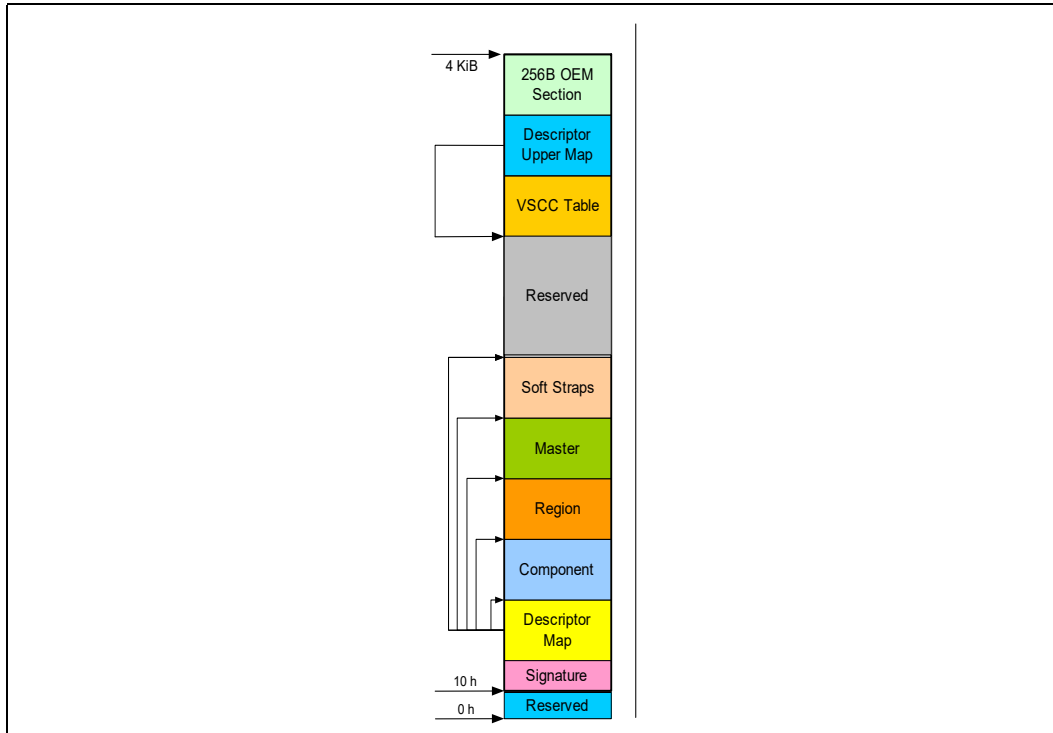 4 KiB
256B OEM
Section
Descriptor
Upper Map
VSCC Table
Reserved
Soft Straps
Master
Region
Component
Descriptor
Map
Signature
10 h
Reserved
0 h